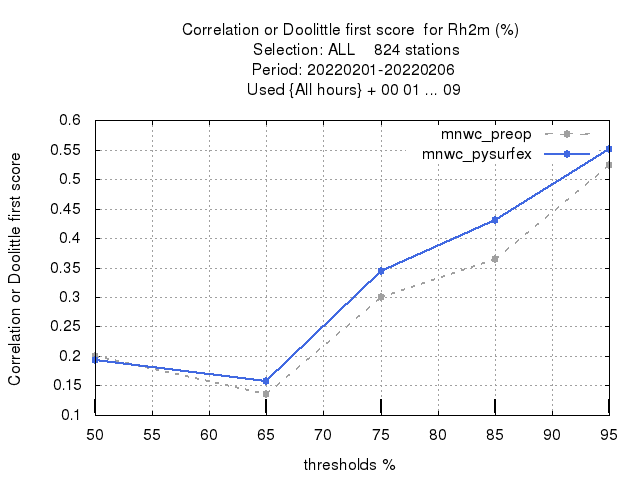 Correlation or Doolittle first score  for Rh2m (%)
Selection: ALL    824 stations
Period: 20220201-20220206
Used {All hours} + 00 01 ... 09
mnwc_preop
mnwc_pysurfex
Correlation or Doolittle first score
0.6
0.55
0.5
0.45
0.4
0.35
0.3
0.25
0.2
0.15
0.1
50 55 60 65 70 75 80 85 90 95
thresholds %